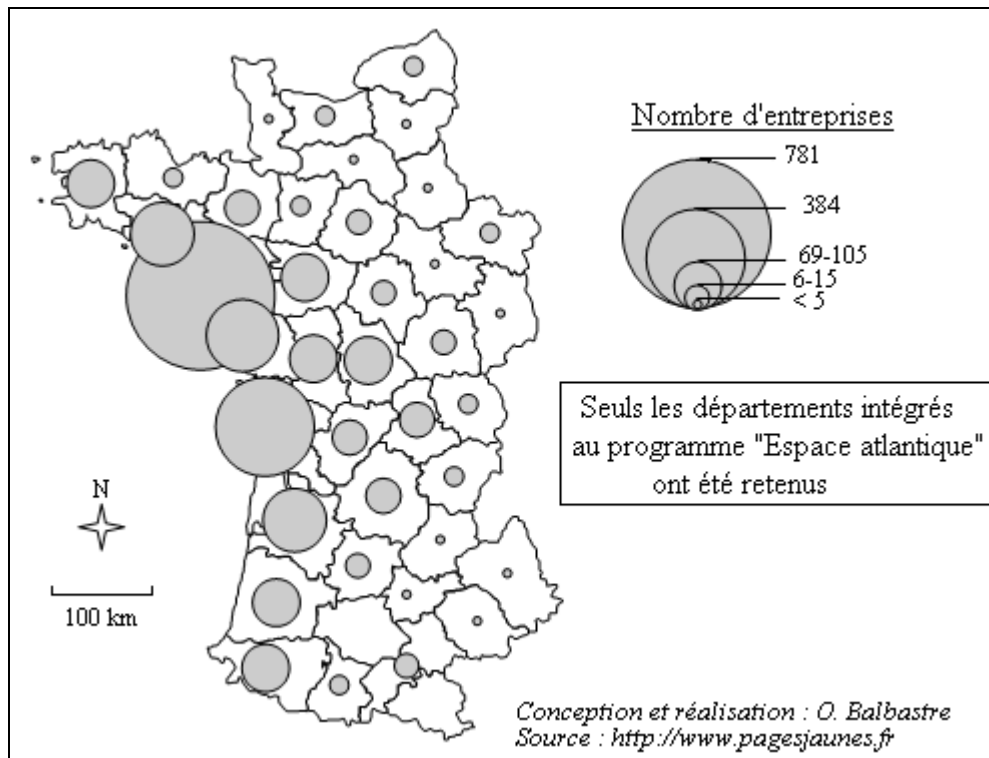 Nombre d'entreprises
781
384
69-105
6-15
< 5
Seuls les départements intégrés
au programme "Espace atlantique"
ont été retenus
N
100 km
Conception et réalisation : O. Balbastre
Source : http://www.pagesjaunes.fr